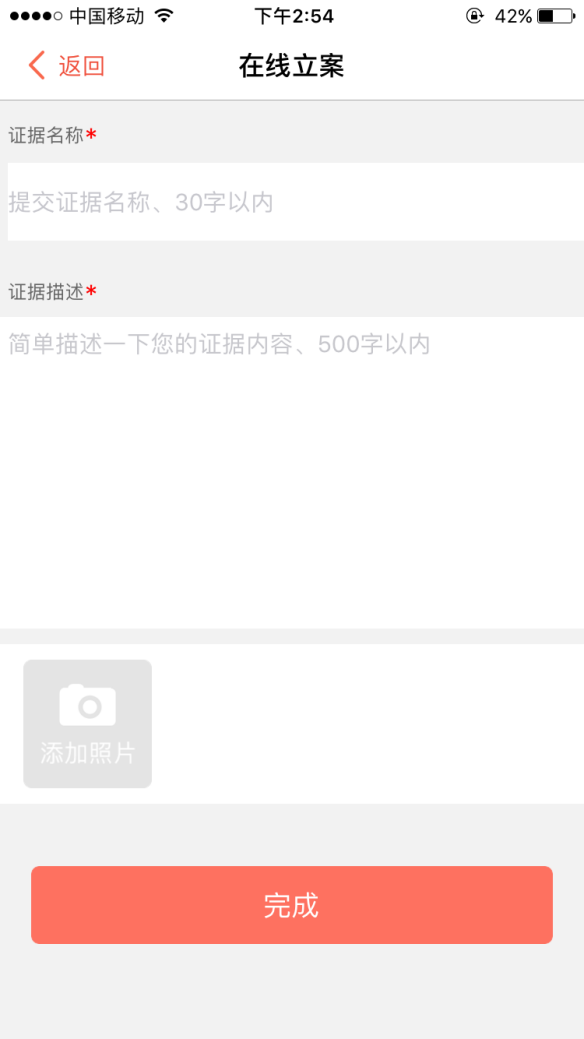 中国移动 下午2:54 42%
返回 在线立案
证据名称*
提交证据名称、30字以内
证据描述*
简单描述一下您的证据内容、500字以内
添加照片
完成